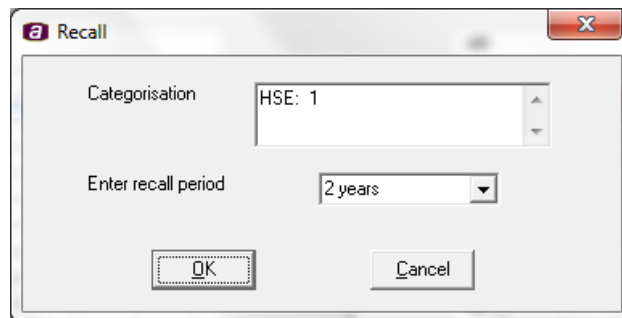 Recall
Categorisation
HSE: 1
Enter recall period
2 years
OK
Cancel